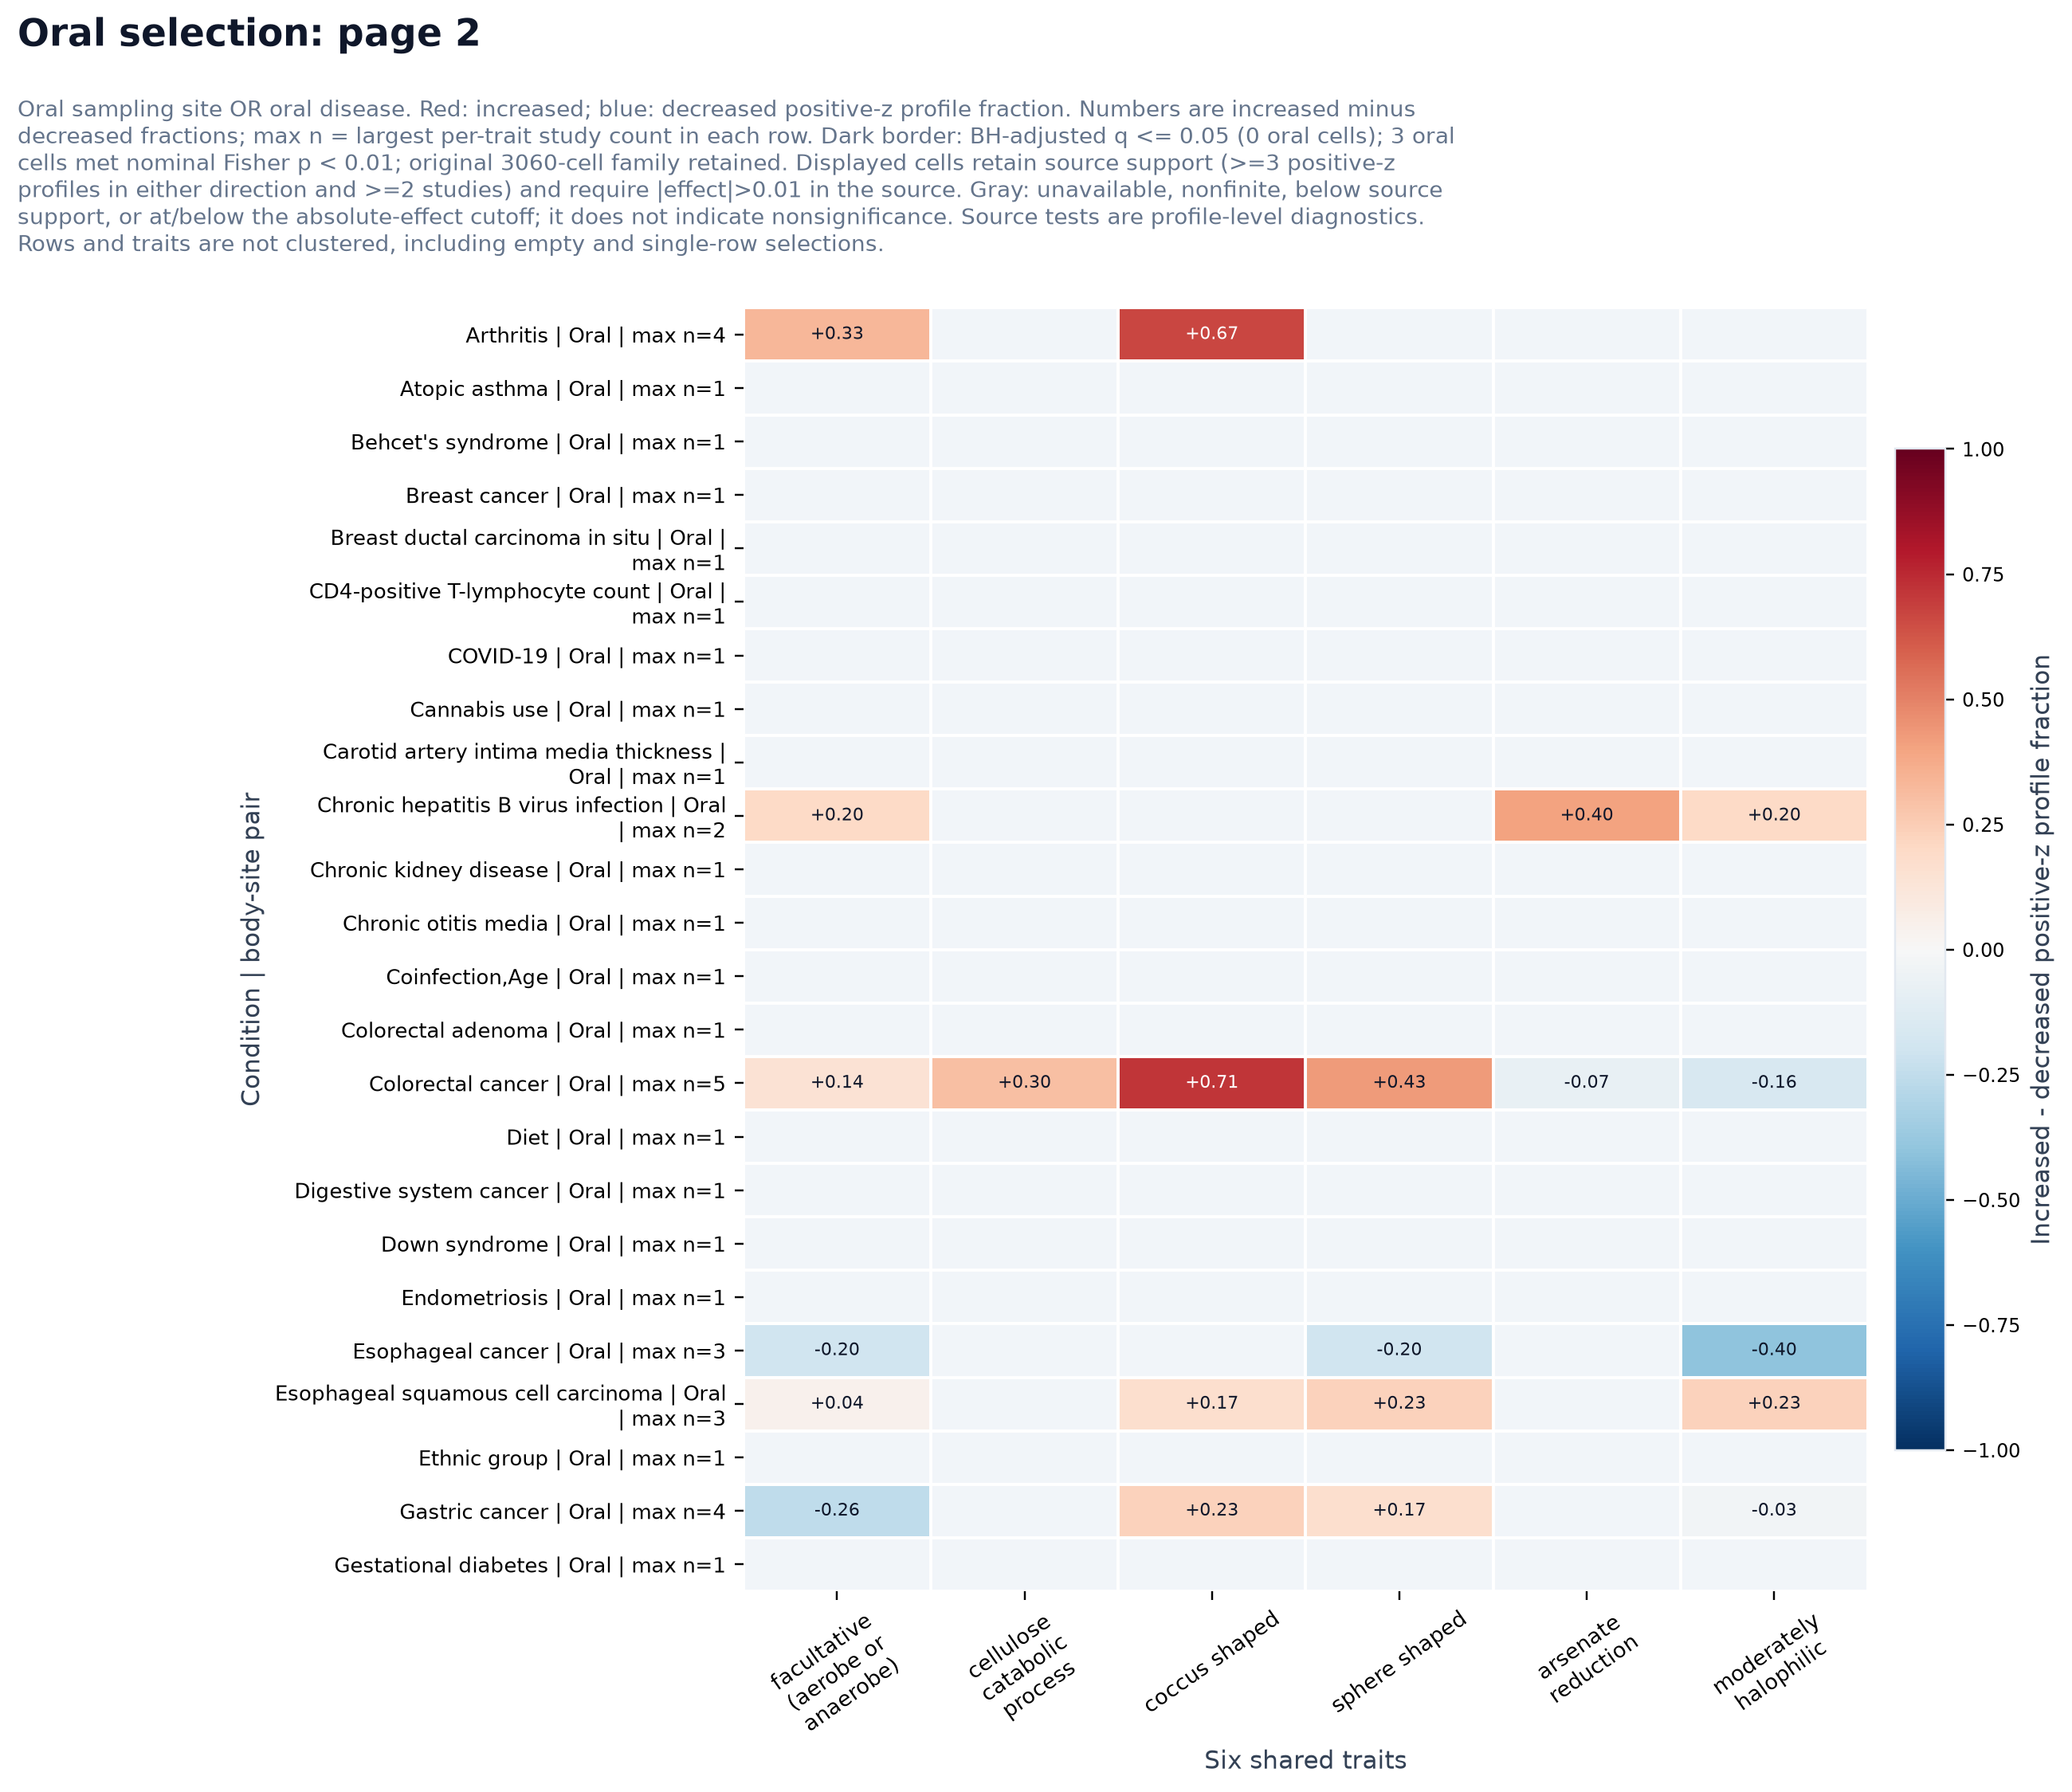 Oral selection: page 2
Oral sampling site OR oral disease. Red: increased; blue: decreased positive-z profile fraction. Numbers are increased minus
decreased fractions; max n = largest per-trait study count in each row. Dark border: BH-adjusted q <= 0.05 (0 oral cells); 3 oral
cells met nominal Fisher p < 0.01; original 3060-cell family retained. Displayed cells retain source support (>=3 positive-z
profiles in either direction and >=2 studies) and require |effect|>0.01 in the source. Gray: unavailable, nonfinite, below source
support, or at/below the absolute-effect cutoff; it does not indicate nonsignificance. Source tests are profile-level diagnostics.
Rows and traits are not clustered, including empty and single-row selections.
Condition | body-site pair
Arthritis | Oral | max n=4
+0.33
+0.67
Atopic asthma | Oral | max n=1
Behcet's syndrome | Oral | max n=1
Breast cancer | Oral | max n=1
Breast ductal carcinoma in situ | Oral |
max n=1
CD4-positive T-lymphocyte count | Oral |
max n=1
COVID-19 | Oral | max n=1
Cannabis use | Oral | max n=1
Carotid artery intima media thickness |
Oral | max n=1
Chronic hepatitis B virus infection | Oral
| max n=2
+0.20
+0.40
+0.20
Chronic kidney disease | Oral | max n=1
Chronic otitis media | Oral | max n=1
Coinfection,Age | Oral | max n=1
Colorectal adenoma | Oral | max n=1
Colorectal cancer | Oral | max n=5
+0.14
+0.30
+0.71
+0.43
-0.07
-0.16
Diet | Oral | max n=1
Digestive system cancer | Oral | max n=1
Down syndrome | Oral | max n=1
Endometriosis | Oral | max n=1
Esophageal cancer | Oral | max n=3
-0.20
-0.20
-0.40
Esophageal squamous cell carcinoma | Oral
| max n=3
+0.04
+0.17
+0.23
+0.23
Ethnic group | Oral | max n=1
Gastric cancer | Oral | max n=4
-0.26
+0.23
+0.17
-0.03
Gestational diabetes | Oral | max n=1
facultative
(aerobe or
anaerobe)
cellulose
catabolic
process
coccus shaped
sphere shaped
arsenate
reduction
moderately
halophilic
Six shared traits
1.00
0.75
0.50
0.25
0.00
−0.25
−0.50
−0.75
−1.00
Increased - decreased positive-z profile fraction